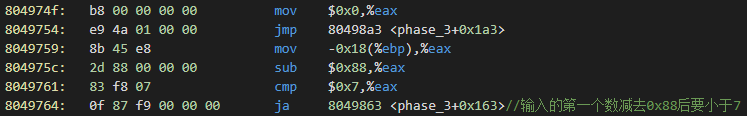 804974f: b8 00 00 00 00 mov $0x0,%eax
8049754: e9 4a 01 00 00 jmp 80498a3 <phase_3+0x1a3>
8049759: 8b 45 e8 mov -0x18(%ebp),%eax
804975c: 2d 88 00 00 00 sub $0x88,%eax
8049761: 83 f8 07 cmp $0x7,%eax
8049764: 0f 87 f9 00 00 00 ja 8049863 <phase_3+0x163>//输入的第一个数减去0x88后要小于7